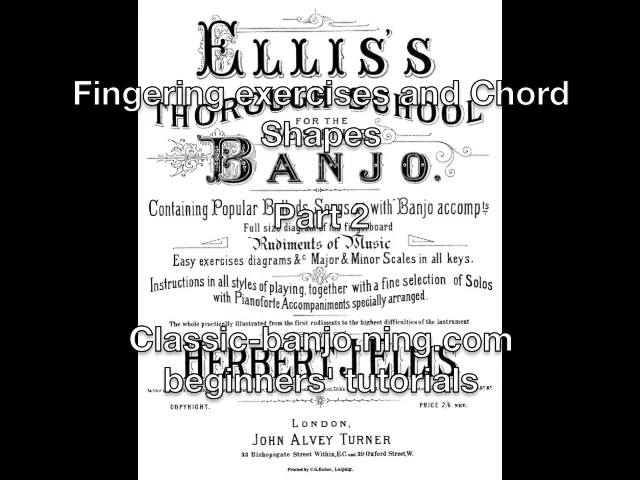 ELLIS'S
Fingering exercises and Chord
THOROUGH SCHOOL
FOR THE
Shapes
BANJO.
Containing Popular Ballads Songs with Banjo accompts
Part 2
Full size diagram of the fingerboard
Rudiments of Music
Easy exercises diagrams &c Major & Minor Scales in all keys.
Instructions in all styles of playing, together with a fine selection of Solos
with Pianoforte Accompaniments specially arranged.
The whole practically illustrated from the first rudiments to the highest difficulties of the instrument
Classic-banjo.ning.com
HERBERT J. ELLIS
beginners' tutorials
COPYRIGHT. PRICE 2/6 NET.
LONDON,
JOHN ALVEY TURNER
33 Bishopsgate Street Within, E.C. and 39 Oxford Street, W.
Printed by C.G. Röder, Leipzig.